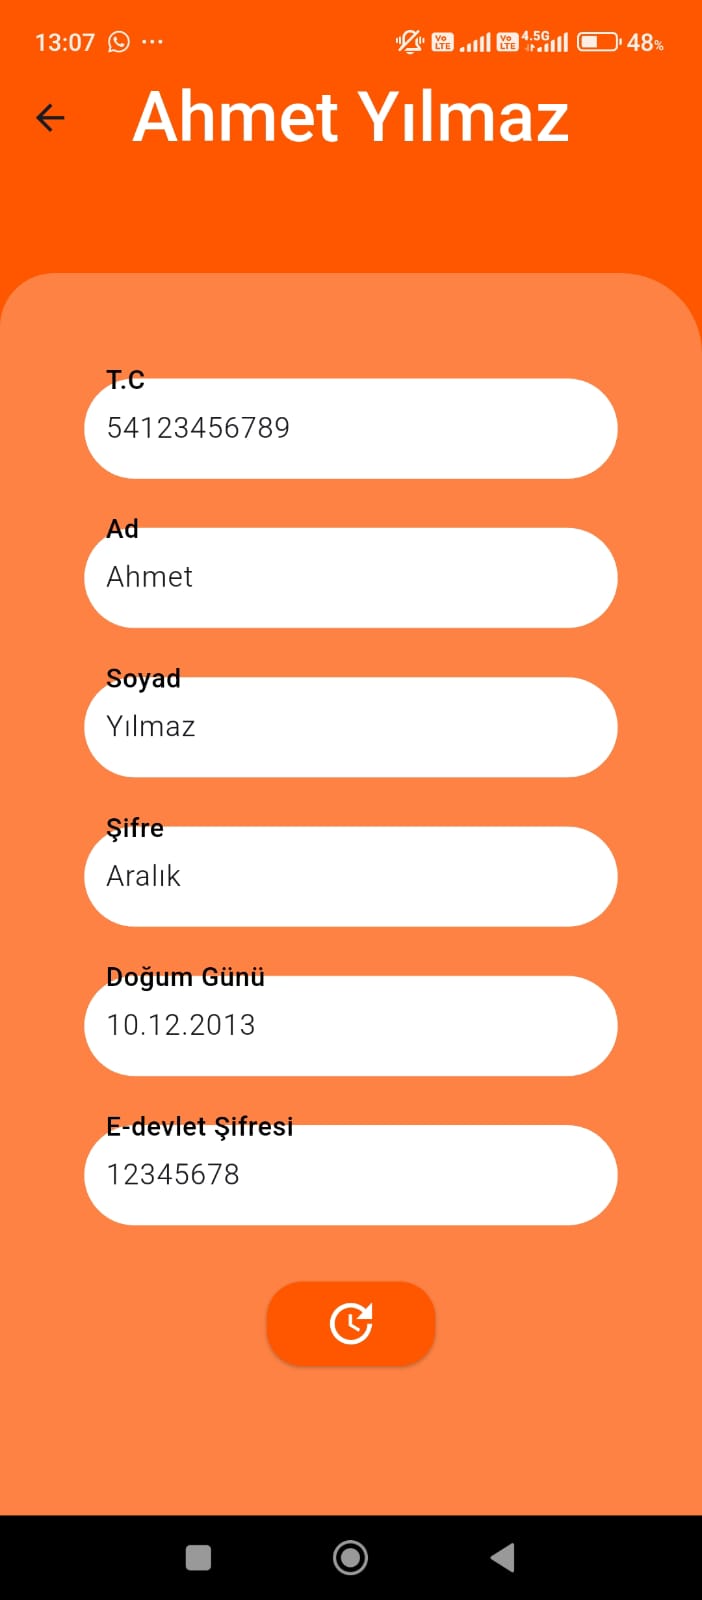 13:07 ... Vo LTE Vo LTE 4.5G 48%
Ahmet Yılmaz
T.C
54123456789
Ad
Ahmet
Soyad
Yılmaz
Şifre
Aralık
Doğum Günü
10.12.2013
E-devlet Şifresi
12345678